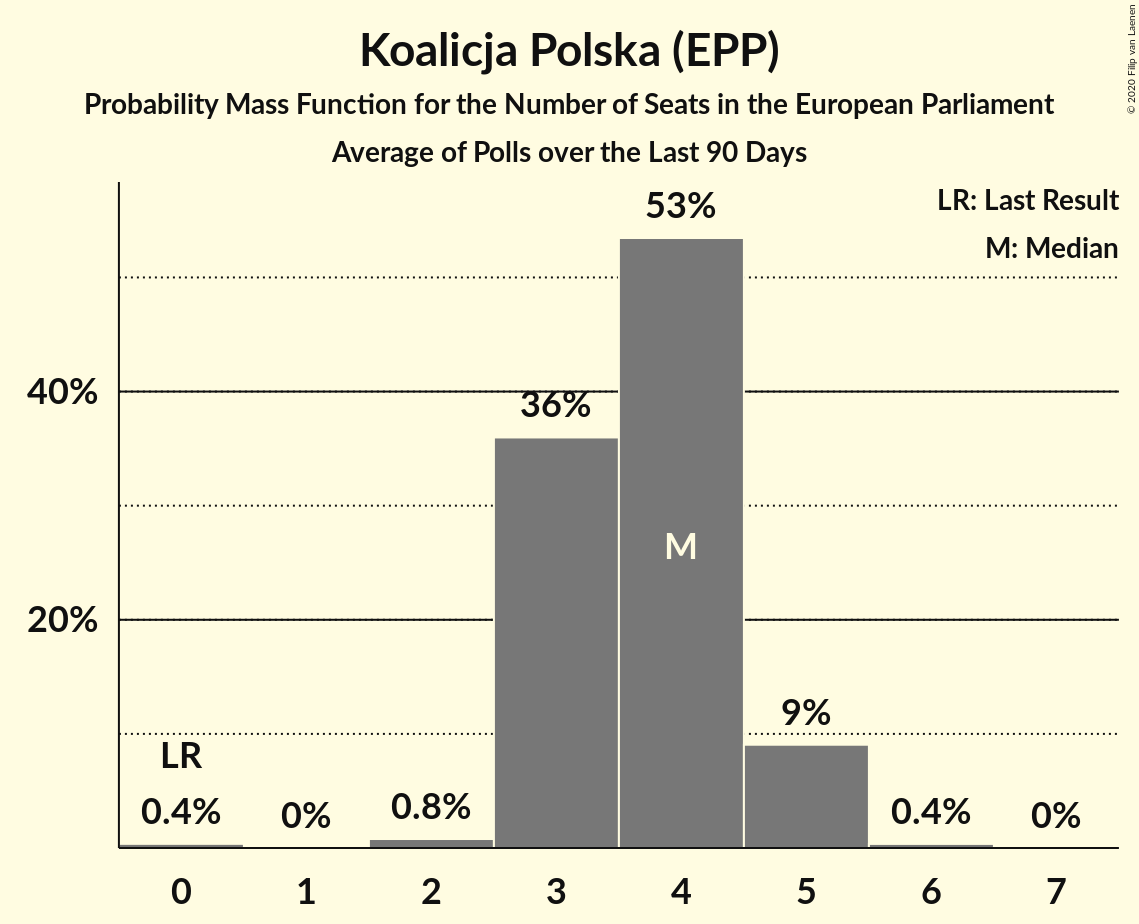 Koalicja Polska (EPP)
Probability Mass Function for the Number of Seats in the European Parliament
Average of Polls over the Last 90 Days
© 2020 Filip van Laenen
LR: Last Result
M: Median
53%
40%
36%
M
20%
9%
LR
0.4%
0%
0.8%
0.4%
0%
0 1 2 3 4 5 6 7